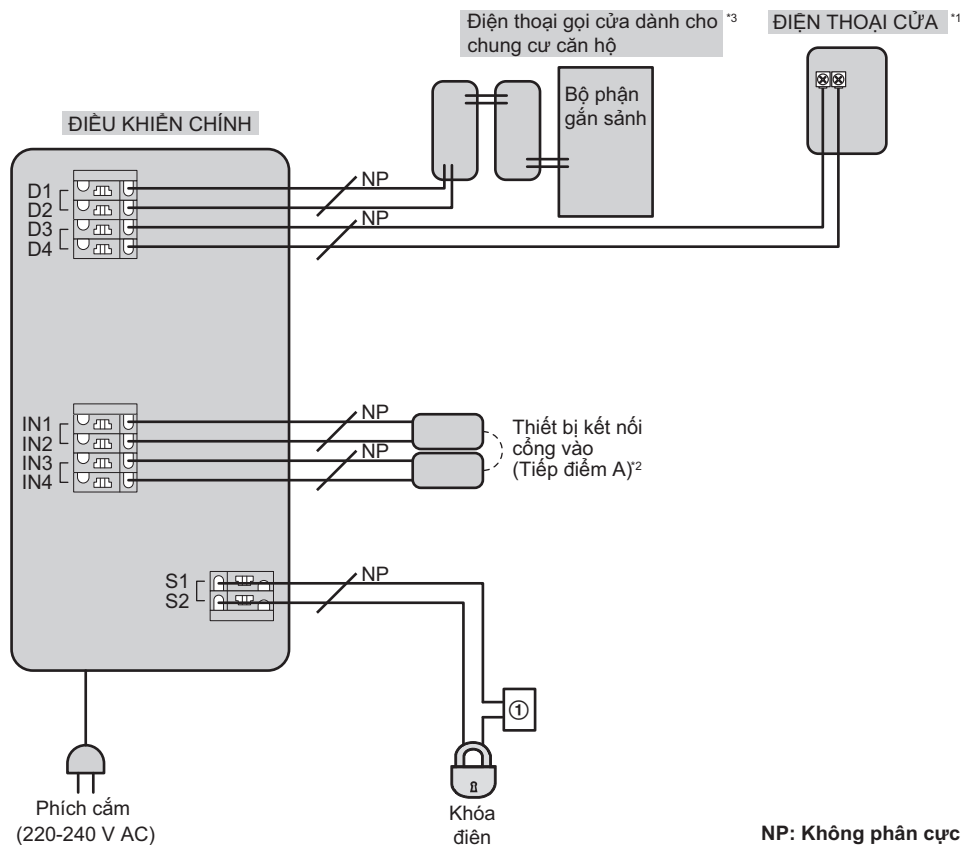 Điện thoại gọi cửa dành cho *3
chung cư căn hộ
ĐIỆN THOẠI CỬA *1
Bộ phận
gắn sảnh
ĐIỀU KHIỂN CHÍNH
D1
D2
D3
D4
NP
NP
IN1
IN2
IN3
IN4
NP
NP
Thiết bị kết nối
cổng vào
(Tiếp điểm A)*2
S1
S2
NP
①
Phích cắm
(220-240 V AC)
Khóa
điện
NP: Không phân cực